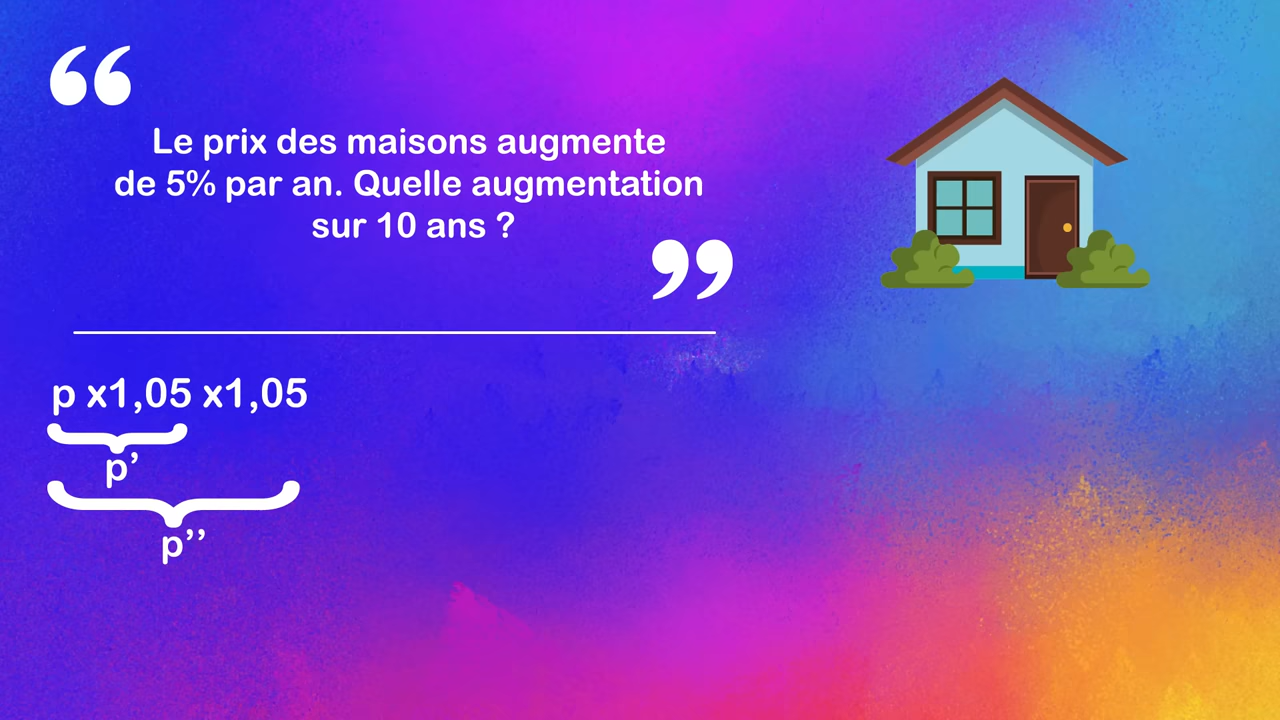 “
Le prix des maisons augmente
de 5% par an. Quelle augmentation
sur 10 ans ?
”
p x1,05 x1,05
p’
p’’